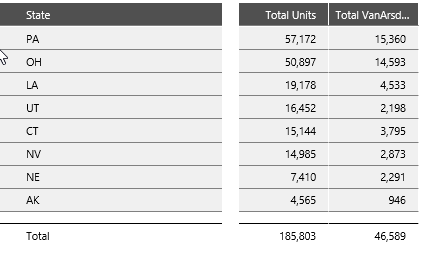 State Total Units Total VanArsd...
PA 57,172 15,360
OH 50,897 14,593
LA 19,178 4,533
UT 16,452 2,198
CT 15,144 3,795
NV 14,985 2,873
NE 7,410 2,291
AK 4,565 946
Total 185,803 46,589